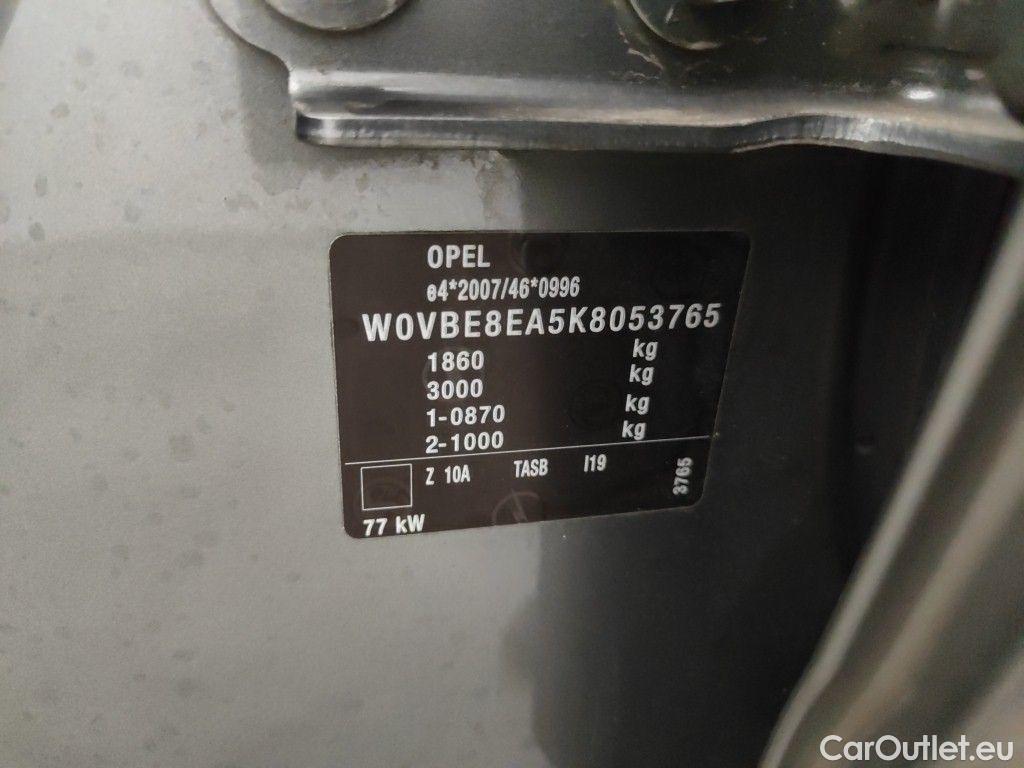 OPEL
e4*2007/46*0996
W0VBE8EA5K8053765
1860 kg
3000 kg
1-0870 kg
2-1000 kg
Z 10A TASB I19 3765
77 kW
CarOutlet.eu